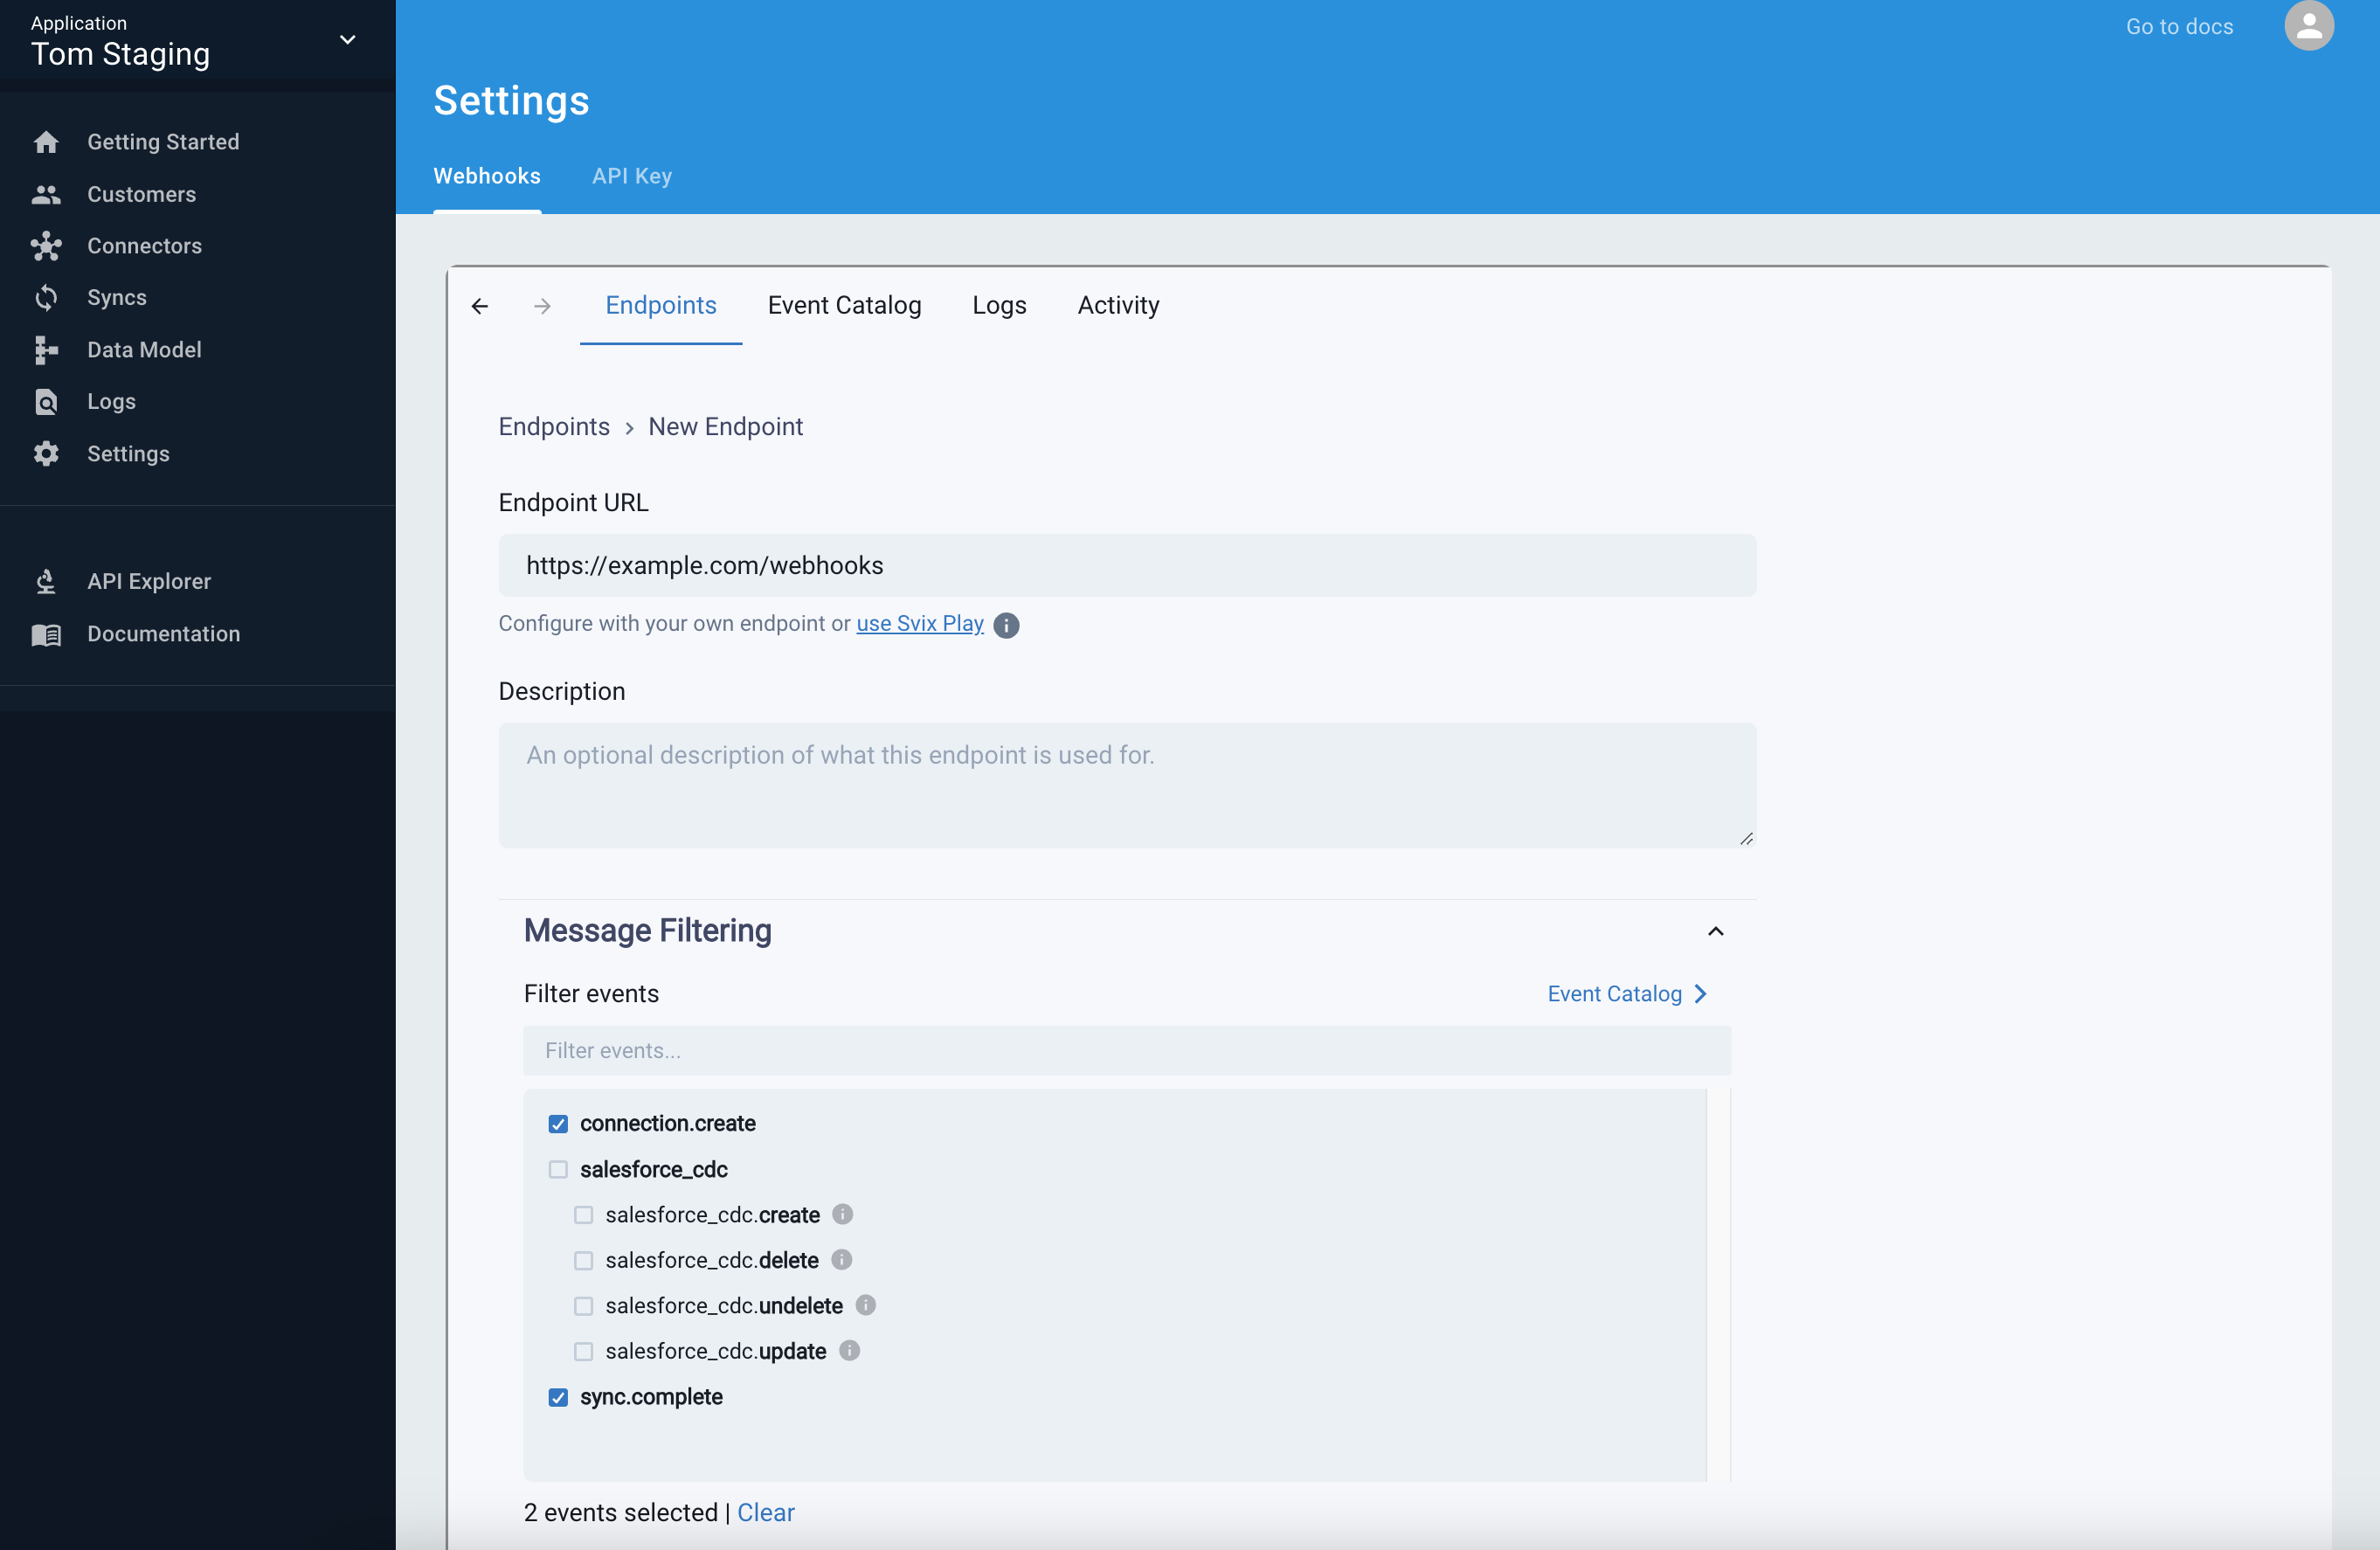 Application
Tom Staging
Getting Started
Customers
Connectors
Syncs
Data Model
Logs
Settings
API Explorer
Documentation
Go to docs
Settings
Webhooks API Key
Endpoints Event Catalog Logs Activity
Endpoints › New Endpoint
Endpoint URL
https://example.com/webhooks
Configure with your own endpoint or use Svix Play
Description
An optional description of what this endpoint is used for.
Message Filtering
Filter events Event Catalog
Filter events...
connection.create
salesforce_cdc
salesforce_cdc.create
salesforce_cdc.delete
salesforce_cdc.undelete
salesforce_cdc.update
sync.complete
2 events selected | Clear